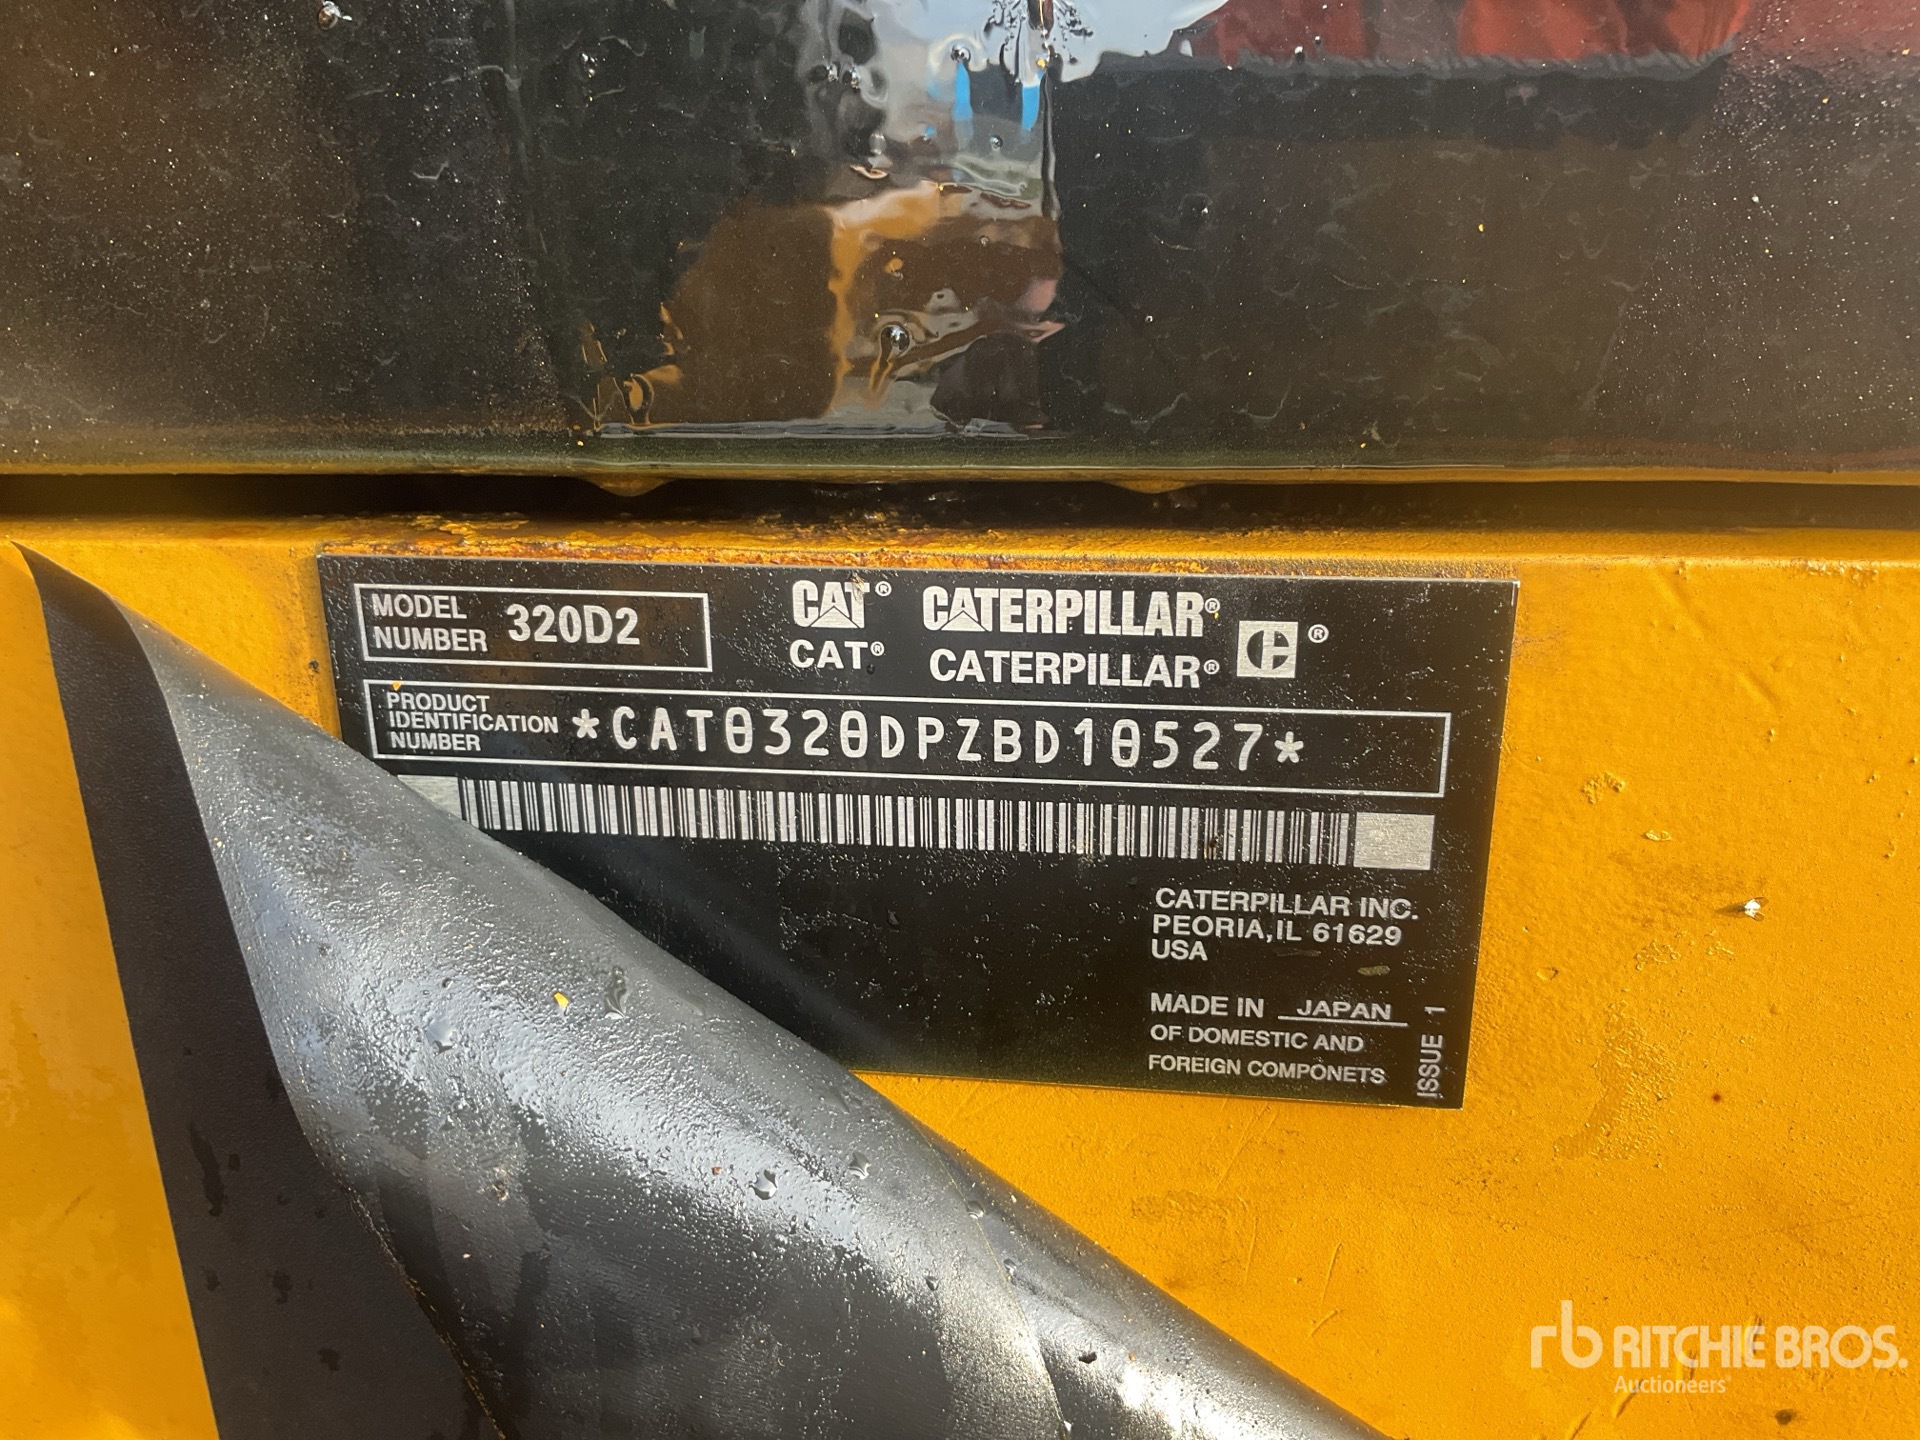 MODEL NUMBER 320D2
CAT® CATERPILLAR®
CAT® CATERPILLAR® ®
PRODUCT IDENTIFICATION NUMBER *CAT0320DPZBD10527*
CATERPILLAR INC.
PEORIA,IL 61629
USA
MADE IN JAPAN
OF DOMESTIC AND
FOREIGN COMPONETS
ISSUE 1
rb RITCHIE BROS.
Auctioneers